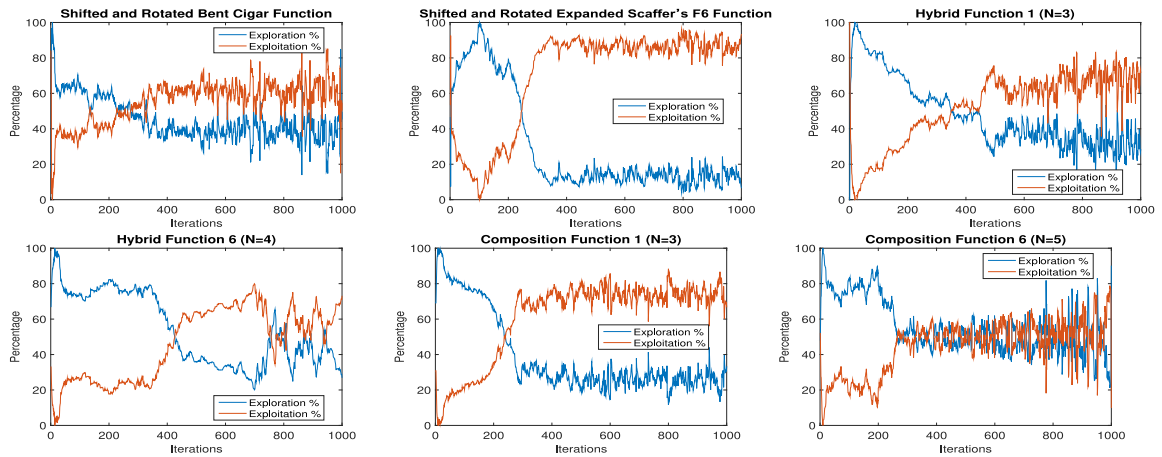 Shifted and Rotated Bent Cigar Function
Percentage
100
80
60
40
20
0
Exploration %
Exploitation %
0 200 400 600 800 1000
Iterations
Shifted and Rotated Expanded Scaffer's F6 Function
Percentage
100
80
60
40
20
0
Exploration %
Exploitation %
0 200 400 600 800 1000
Iterations
Hybrid Function 1 (N=3)
Percentage
100
80
60
40
20
0
Exploration %
Exploitation %
0 200 400 600 800 1000
Iterations
Hybrid Function 6 (N=4)
Percentage
100
80
60
40
20
0
Exploration %
Exploitation %
0 200 400 600 800 1000
Iterations
Composition Function 1 (N=3)
Percentage
100
80
60
40
20
0
Exploration %
Exploitation %
0 200 400 600 800 1000
Iterations
Composition Function 6 (N=5)
Percentage
100
80
60
40
20
0
Exploration %
Exploitation %
0 200 400 600 800 1000
Iterations